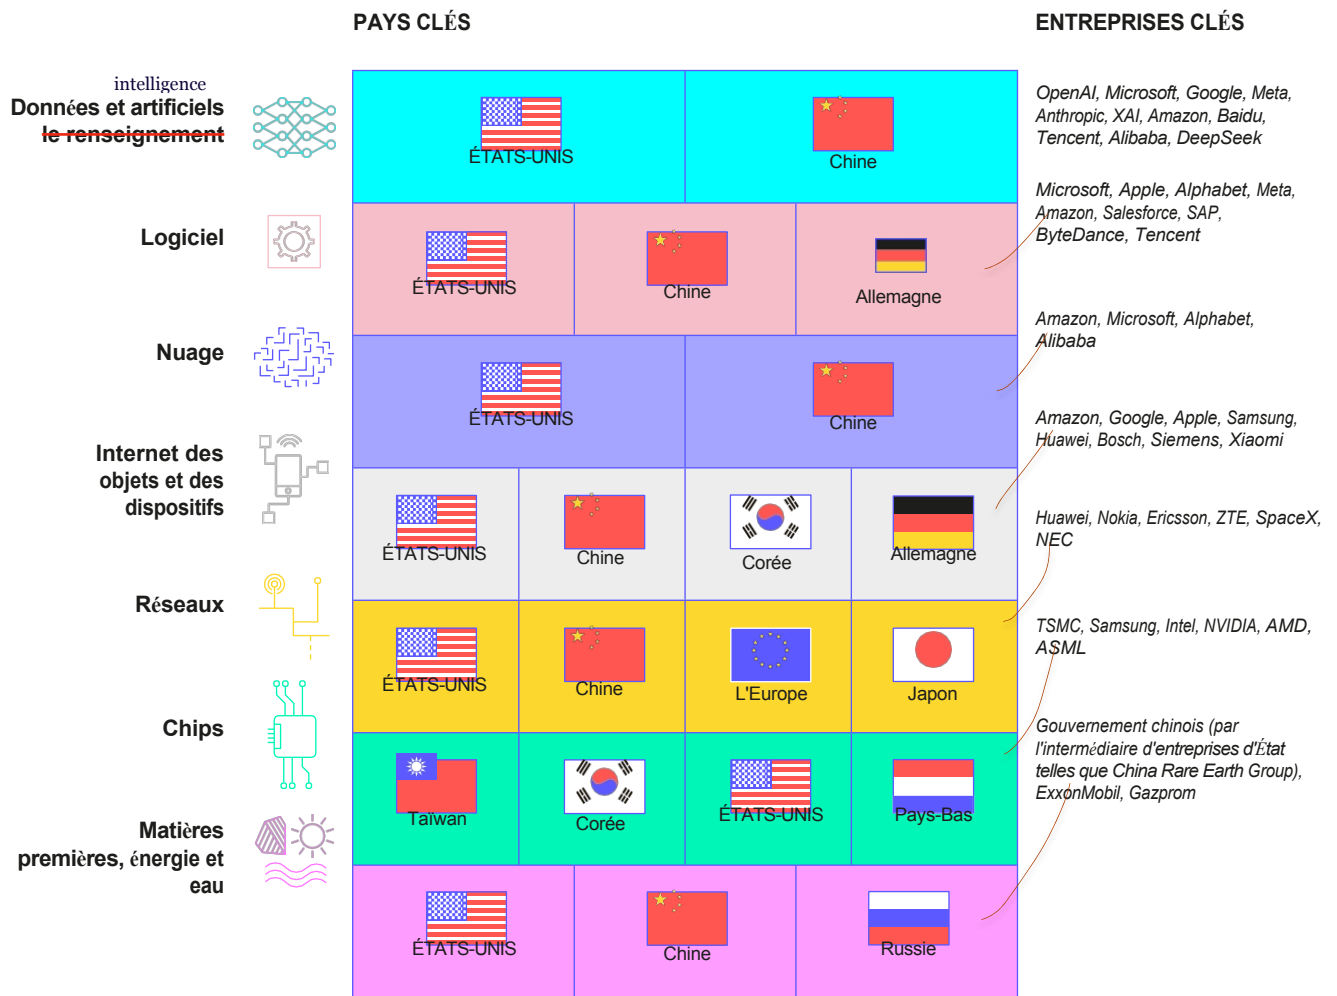 PAYS CLÉS
ENTREPRISES CLÉS
intelligence
Données et artificiels
le renseignement
ÉTATS-UNIS
Chine
OpenAI, Microsoft, Google, Meta,
Anthropic, XAI, Amazon, Baidu,
Tencent, Alibaba, DeepSeek
Logiciel
ÉTATS-UNIS
Chine
Allemagne
Microsoft, Apple, Alphabet, Meta,
Amazon, Salesforce, SAP,
ByteDance, Tencent
Nuage
ÉTATS-UNIS
Chine
Amazon, Microsoft, Alphabet,
Alibaba
Internet des
objets et des
dispositifs
ÉTATS-UNIS
Chine
Corée
Allemagne
Amazon, Google, Apple, Samsung,
Huawei, Bosch, Siemens, Xiaomi
Réseaux
ÉTATS-UNIS
Chine
L'Europe
Japon
Huawei, Nokia, Ericsson, ZTE, SpaceX,
NEC
Chips
Taïwan
Corée
ÉTATS-UNIS
Pays-Bas
TSMC, Samsung, Intel, NVIDIA, AMD,
ASML
Matières
premières, énergie et
eau
ÉTATS-UNIS
Chine
Russie
Gouvernement chinois (par
l'intermédiaire d'entreprises d'État
telles que China Rare Earth Group),
ExxonMobil, Gazprom